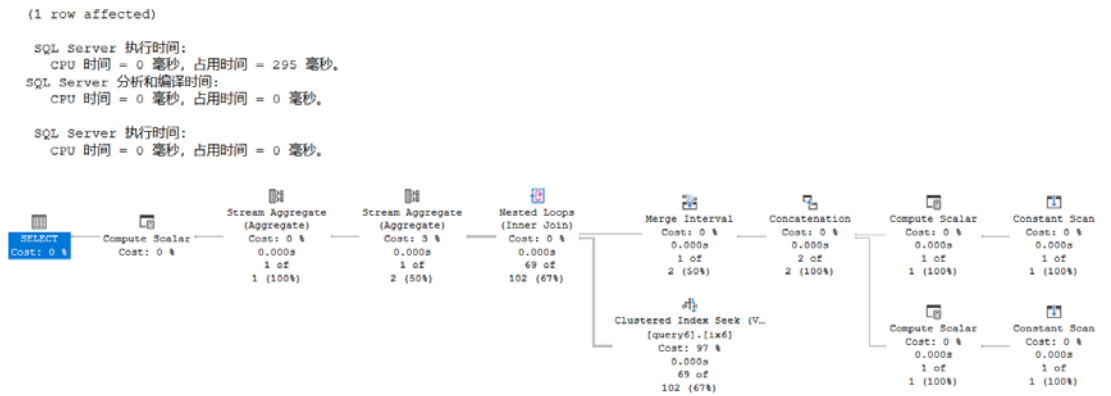 (1 row affected)
SQL Server 执行时间:
CPU 时间 = 0 毫秒，占用时间 = 295 毫秒。
SQL Server 分析和编译时间:
CPU 时间 = 0 毫秒，占用时间 = 0 毫秒。
SQL Server 执行时间:
CPU 时间 = 0 毫秒，占用时间 = 0 毫秒。
SELECT
Cost: 0 %
Compute Scalar
Cost: 0 %
Stream Aggregate
(Aggregate)
Cost: 0 %
0.000s
1 of
1 (100%)
Stream Aggregate
(Aggregate)
Cost: 3 %
0.000s
1 of
2 (50%)
Nested Loops
(Inner Join)
Cost: 0 %
0.000s
69 of
102 (67%)
Merge Interval
Cost: 0 %
0.000s
1 of
2 (50%)
Concatenation
Cost: 0 %
0.000s
2 of
2 (100%)
Compute Scalar
Cost: 0 %
0.000s
1 of
1 (100%)
Constant Scan
Cost: 0 %
0.000s
1 of
1 (100%)
Clustered Index Seek (V…
[query6].[ix6]
Cost: 97 %
0.000s
69 of
102 (67%)
Compute Scalar
Cost: 0 %
0.000s
1 of
1 (100%)
Constant Scan
Cost: 0 %
0.000s
1 of
1 (100%)